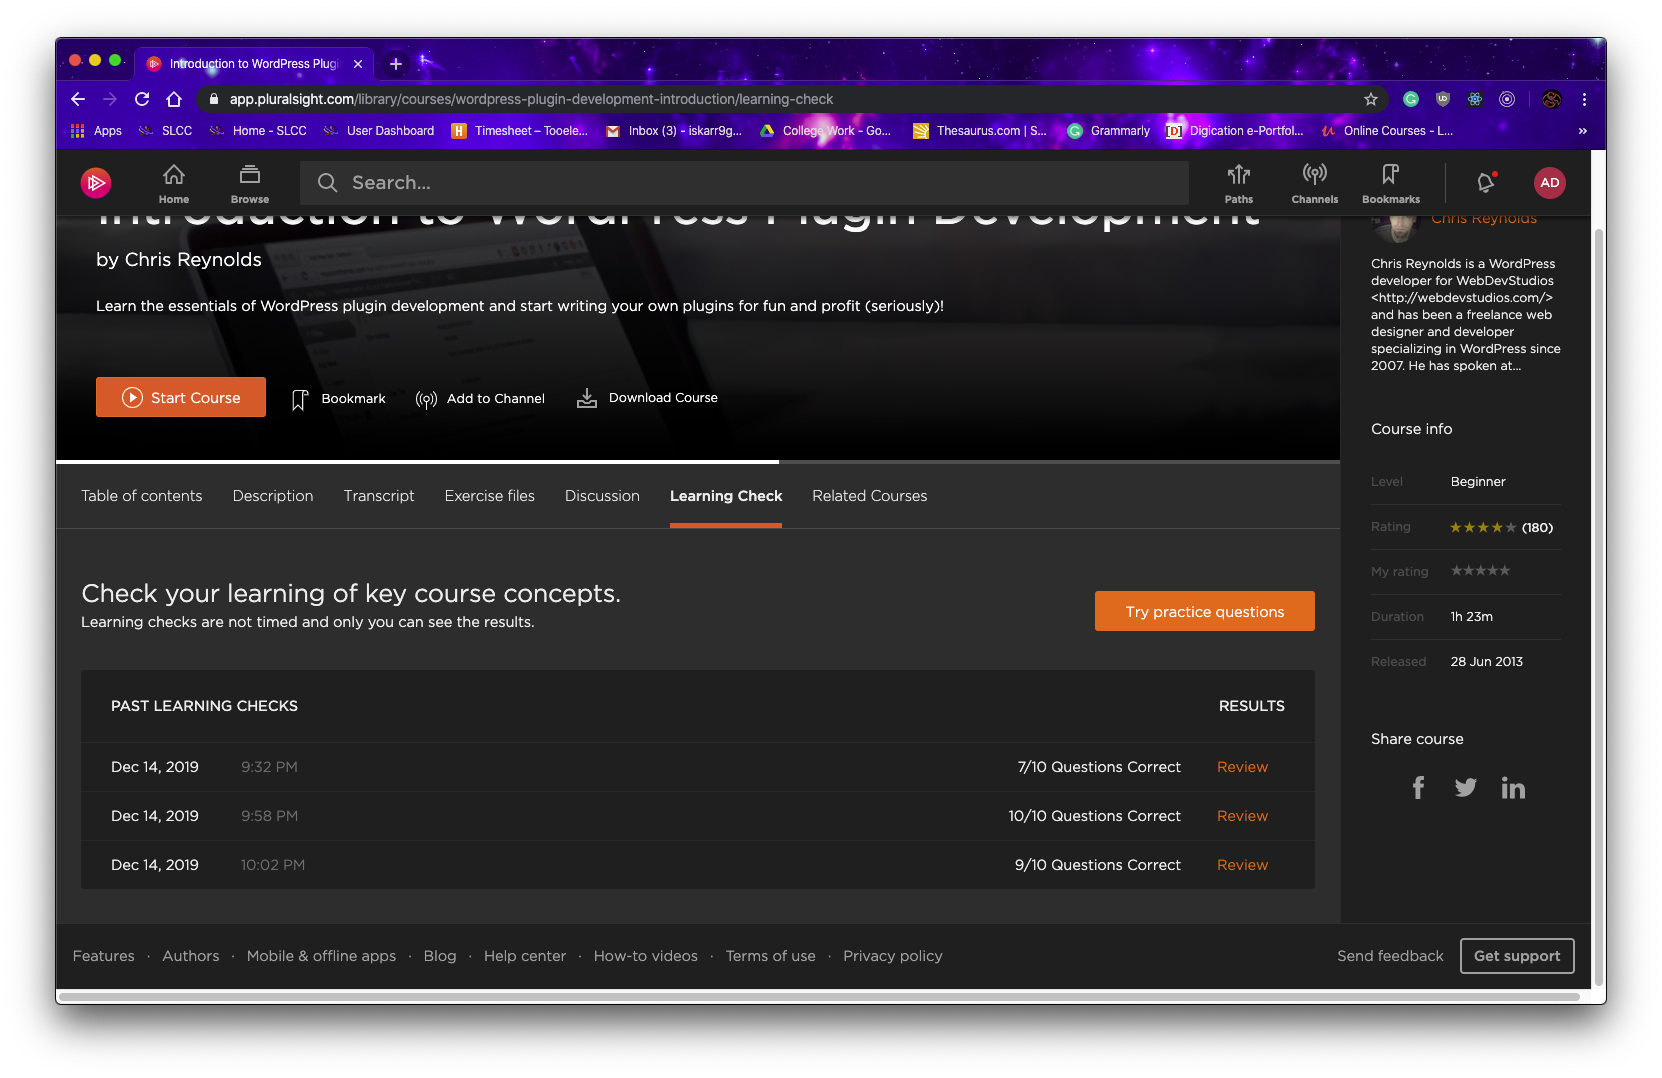 Introduction to WordPress Plugi
app.pluralsight.com/library/courses/wordpress-plugin-development-introduction/learning-check
Apps SLCC Home - SLCC User Dashboard Timesheet – Tooele... Inbox (3) - iskarr9g... College Work - Go... Thesaurus.com | S... Grammarly [D] Digication e-Portfol... Online Courses - L... »
Home Browse Search... Paths Channels Bookmarks AD
Introduction to WordPress Plugin Development
by Chris Reynolds
Learn the essentials of WordPress plugin development and start writing your own plugins for fun and profit (seriously)!
Start Course Bookmark Add to Channel Download Course
Table of contents Description Transcript Exercise files Discussion Learning Check Related Courses
Check your learning of key course concepts.
Learning checks are not timed and only you can see the results.
Try practice questions
PAST LEARNING CHECKS RESULTS
Dec 14, 2019 9:32 PM 7/10 Questions Correct Review
Dec 14, 2019 9:58 PM 10/10 Questions Correct Review
Dec 14, 2019 10:02 PM 9/10 Questions Correct Review
Chris Reynolds
Chris Reynolds is a WordPress
developer for WebDevStudios
<http://webdevstudios.com/>
and has been a freelance web
designer and developer
specializing in WordPress since
2007. He has spoken at...
Course info
Level Beginner
Rating (180)
My rating
Duration 1h 23m
Released 28 Jun 2013
Share course
Features · Authors · Mobile & offline apps · Blog · Help center · How-to videos · Terms of use · Privacy policy
Send feedback Get support